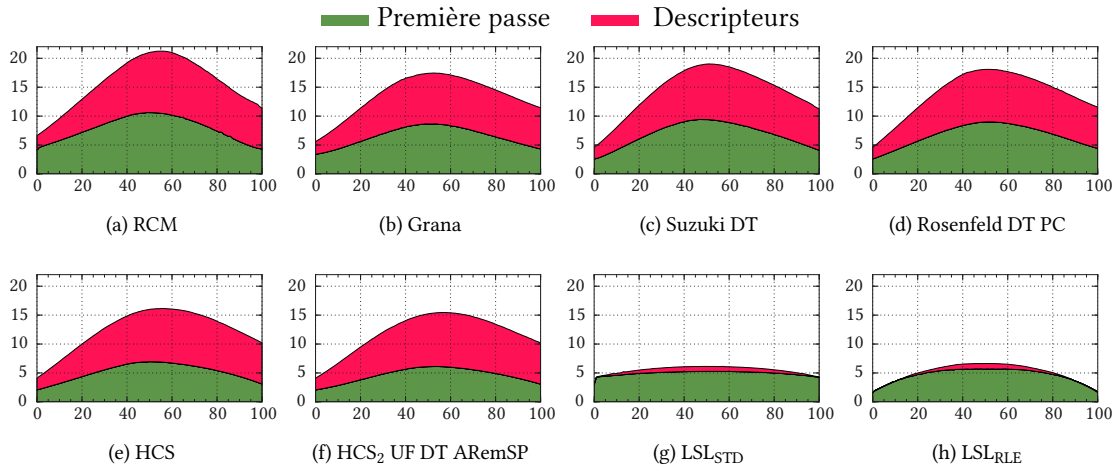 Première passe Descripteurs
20 20 20 20
15 15 15 15
10 10 10 10
5 5 5 5
0 0 0 0
0 20 40 60 80 100 0 20 40 60 80 100 0 20 40 60 80 100 0 20 40 60 80 100
(a) RCM (b) Grana (c) Suzuki DT (d) Rosenfeld DT PC
20 20 20 20
15 15 15 15
10 10 10 10
5 5 5 5
0 0 0 0
0 20 40 60 80 100 0 20 40 60 80 100 0 20 40 60 80 100 0 20 40 60 80 100
(e) HCS (f) HCS₂ UF DT ARemSP (g) LSL_STD (h) LSL_RLE